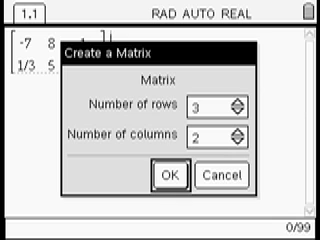 1.1 RAD AUTO REAL
-7 8
1/3 5
Create a Matrix
Matrix
Number of rows 3
Number of columns 2
OK Cancel
0/99